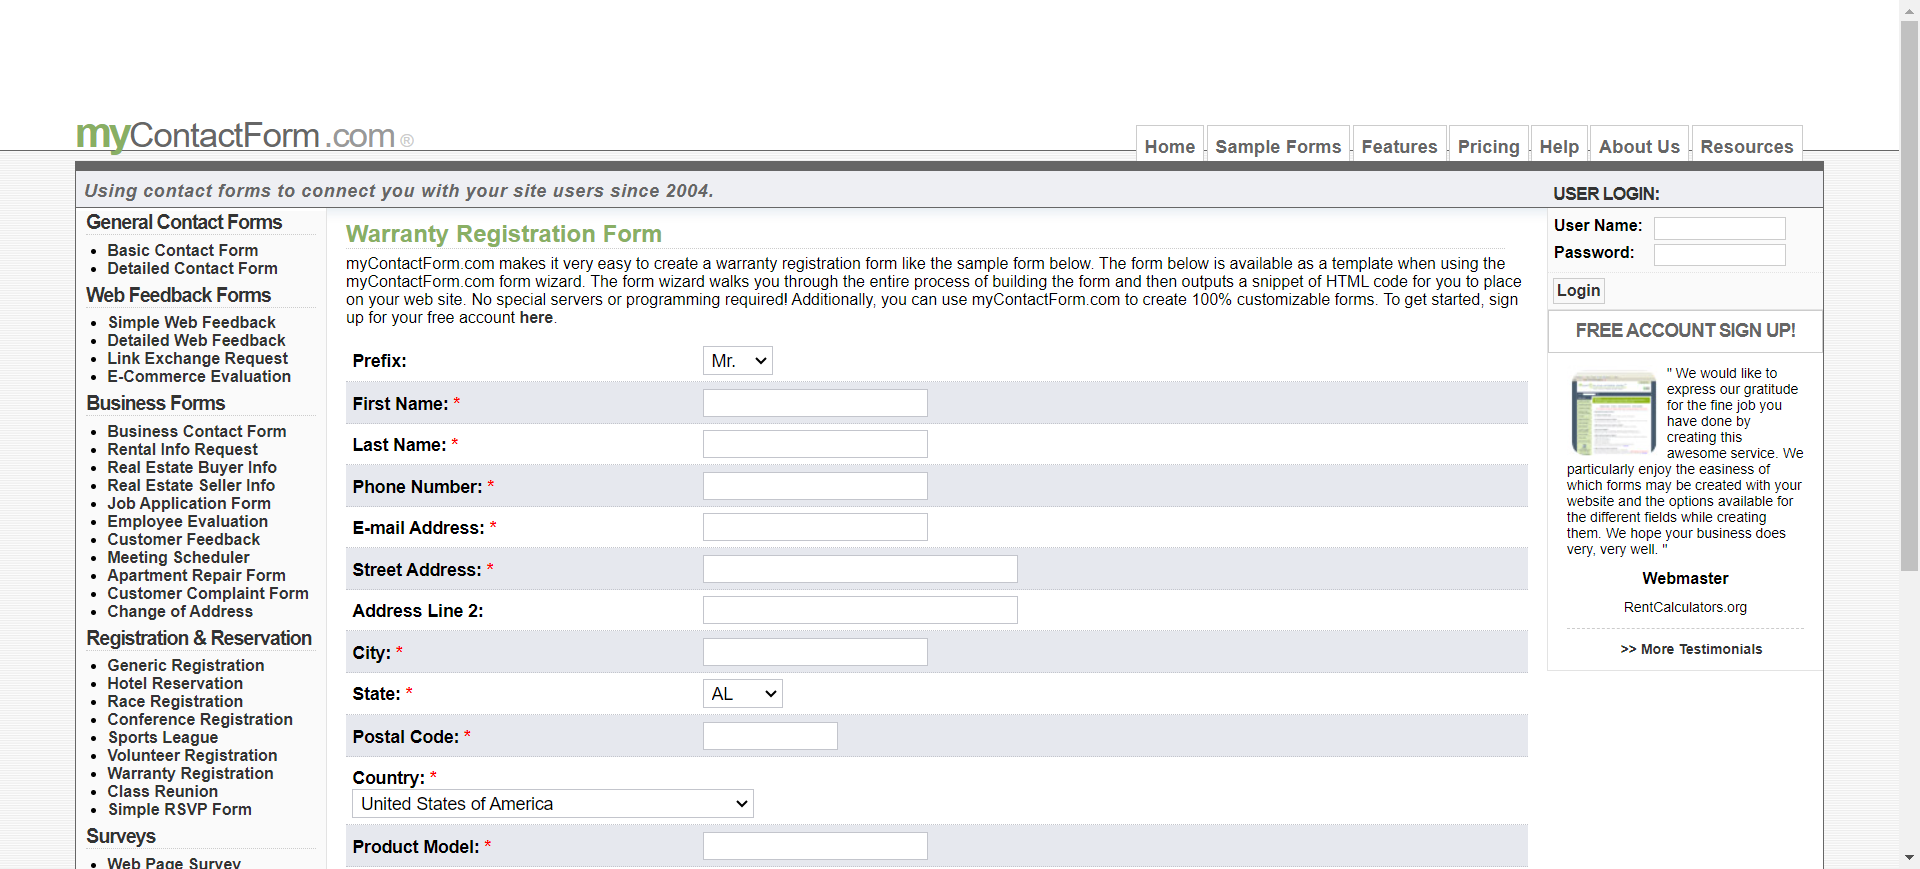 myContactForm.com ®
Home
Sample Forms
Features
Pricing
Help
About Us
Resources
Using contact forms to connect you with your site users since 2004.
USER LOGIN:
General Contact Forms
Basic Contact Form
Detailed Contact Form
Web Feedback Forms
Simple Web Feedback
Detailed Web Feedback
Link Exchange Request
E-Commerce Evaluation
Business Forms
Business Contact Form
Rental Info Request
Real Estate Buyer Info
Real Estate Seller Info
Job Application Form
Employee Evaluation
Customer Feedback
Meeting Scheduler
Apartment Repair Form
Customer Complaint Form
Change of Address
Registration & Reservation
Generic Registration
Hotel Reservation
Race Registration
Conference Registration
Sports League
Volunteer Registration
Warranty Registration
Class Reunion
Simple RSVP Form
Surveys
Web Page Survey
Warranty Registration Form
myContactForm.com makes it very easy to create a warranty registration form like the sample form below. The form below is available as a template when using the
myContactForm.com form wizard. The form wizard walks you through the entire process of building the form and then outputs a snippet of HTML code for you to place
on your web site. No special servers or programming required! Additionally, you can use myContactForm.com to create 100% customizable forms. To get started, sign
up for your free account here.
Prefix: Mr.
First Name: *
Last Name: *
Phone Number: *
E-mail Address: *
Street Address: *
Address Line 2:
City: *
State: * AL
Postal Code: *
Country: *
United States of America
Product Model: *
User Name:
Password:
Login
FREE ACCOUNT SIGN UP!
" We would like to
express our gratitude
for the fine job you
have done by
creating this
awesome service. We
particularly enjoy the easiness of
which forms may be created with your
website and the options available for
the different fields while creating
them. We hope your business does
very, very well. "
Webmaster
RentCalculators.org
>> More Testimonials